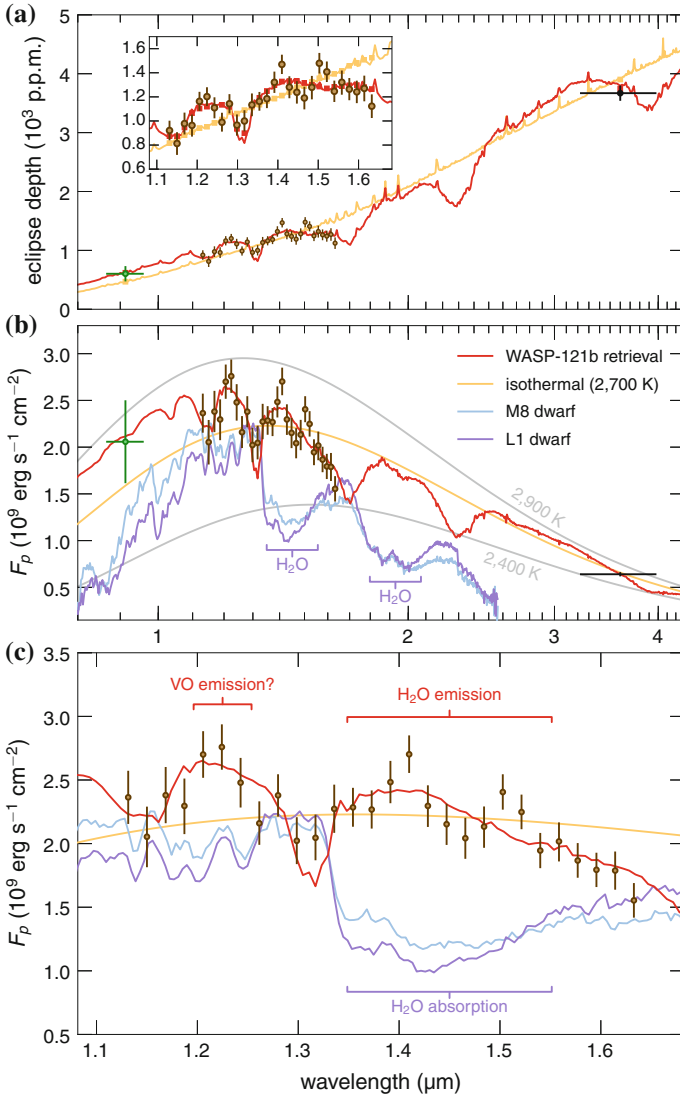 (a)
eclipse depth (10³ p.p.m.)
5
4
3
2
1
0
1.6
1.4
1.2
1.0
0.8
0.6
1.1 1.2 1.3 1.4 1.5 1.6
(b)
F_p (10⁹ erg s⁻¹ cm⁻²)
3.0
2.5
2.0
1.5
1.0
0.5
WASP-121b retrieval
isothermal (2,700 K)
M8 dwarf
L1 dwarf
2,900 K
2,400 K
H₂O
H₂O
1 2 3 4
(c)
F_p (10⁹ erg s⁻¹ cm⁻²)
3.5
3.0
2.5
2.0
1.5
1.0
0.5
VO emission?
H₂O emission
H₂O absorption
1.1 1.2 1.3 1.4 1.5 1.6
wavelength (μm)